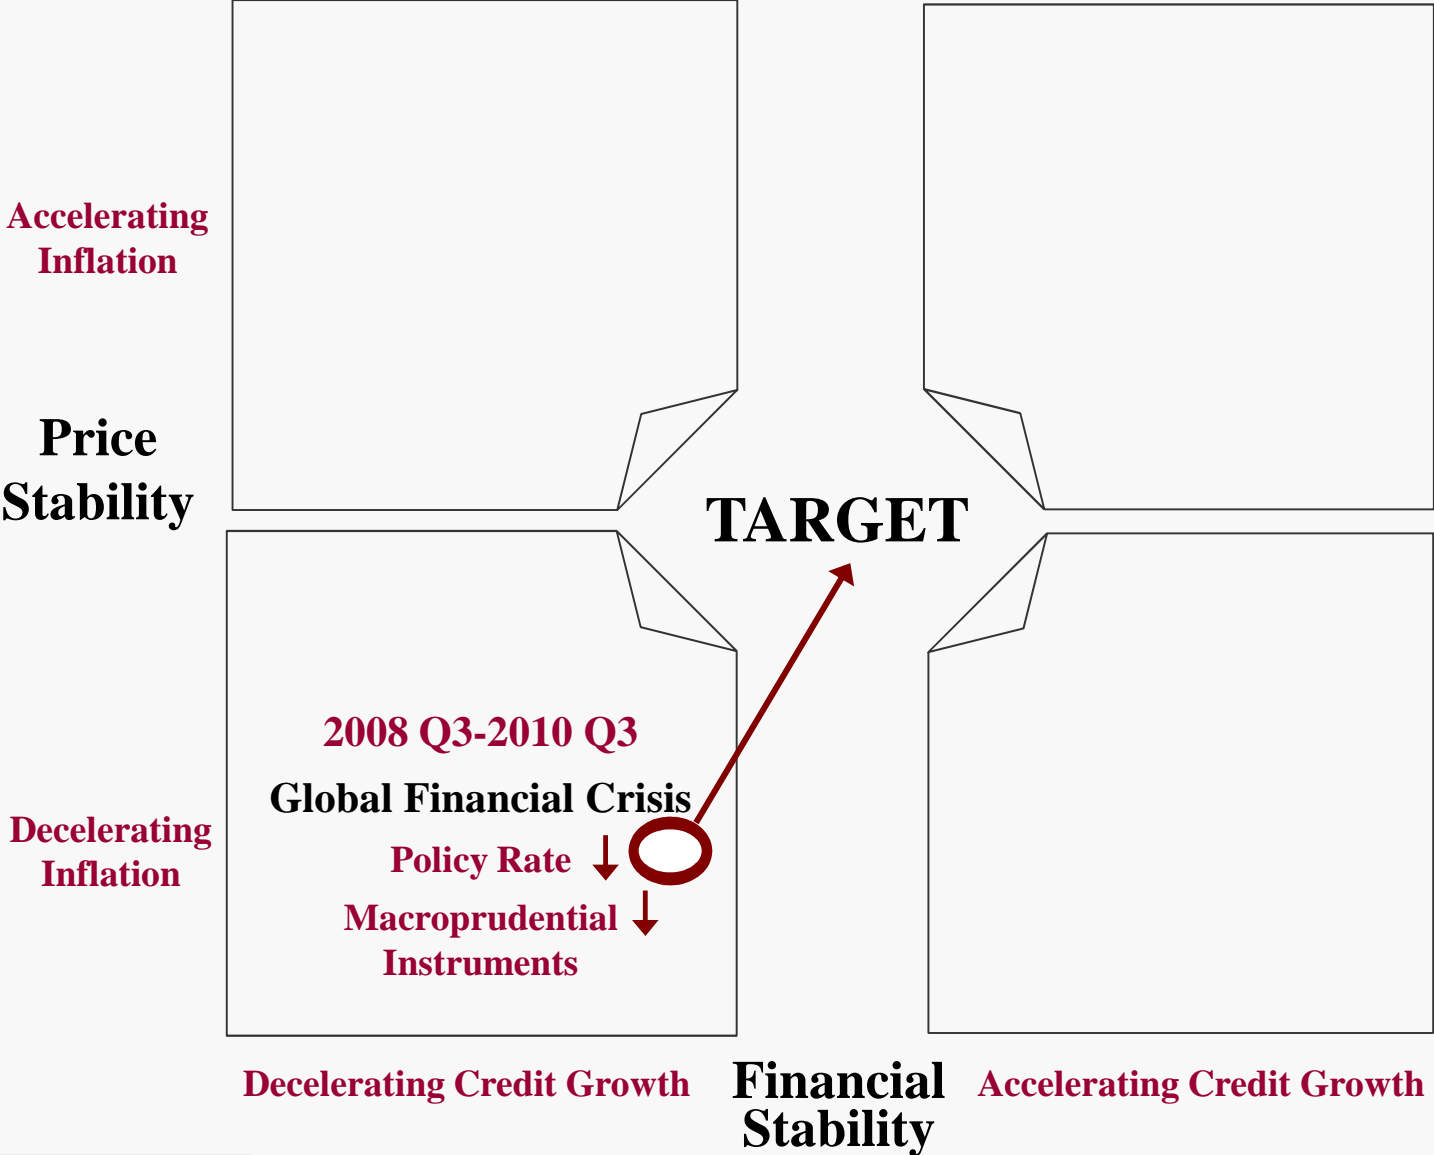 Accelerating
Inflation
Price
Stability
TARGET
2008 Q3-2010 Q3
Global Financial Crisis
Policy Rate
Macroprudential
Instruments
Decelerating
Inflation
Decelerating Credit Growth
Financial
Stability
Accelerating Credit Growth